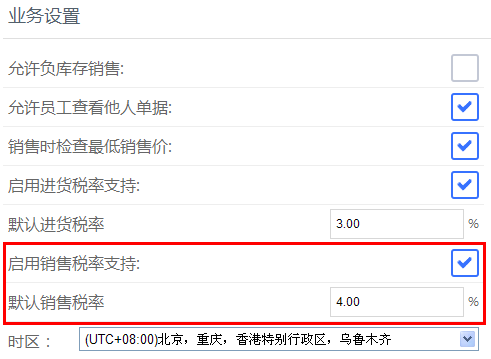 业务设置
允许负库存销售:
允许员工查看他人单据:
销售时检查最低销售价:
启用进货税率支持:
默认进货税率 3.00 %
启用销售税率支持:
默认销售税率 4.00 %
时区： (UTC+08:00)北京，重庆，香港特别行政区，乌鲁木齐